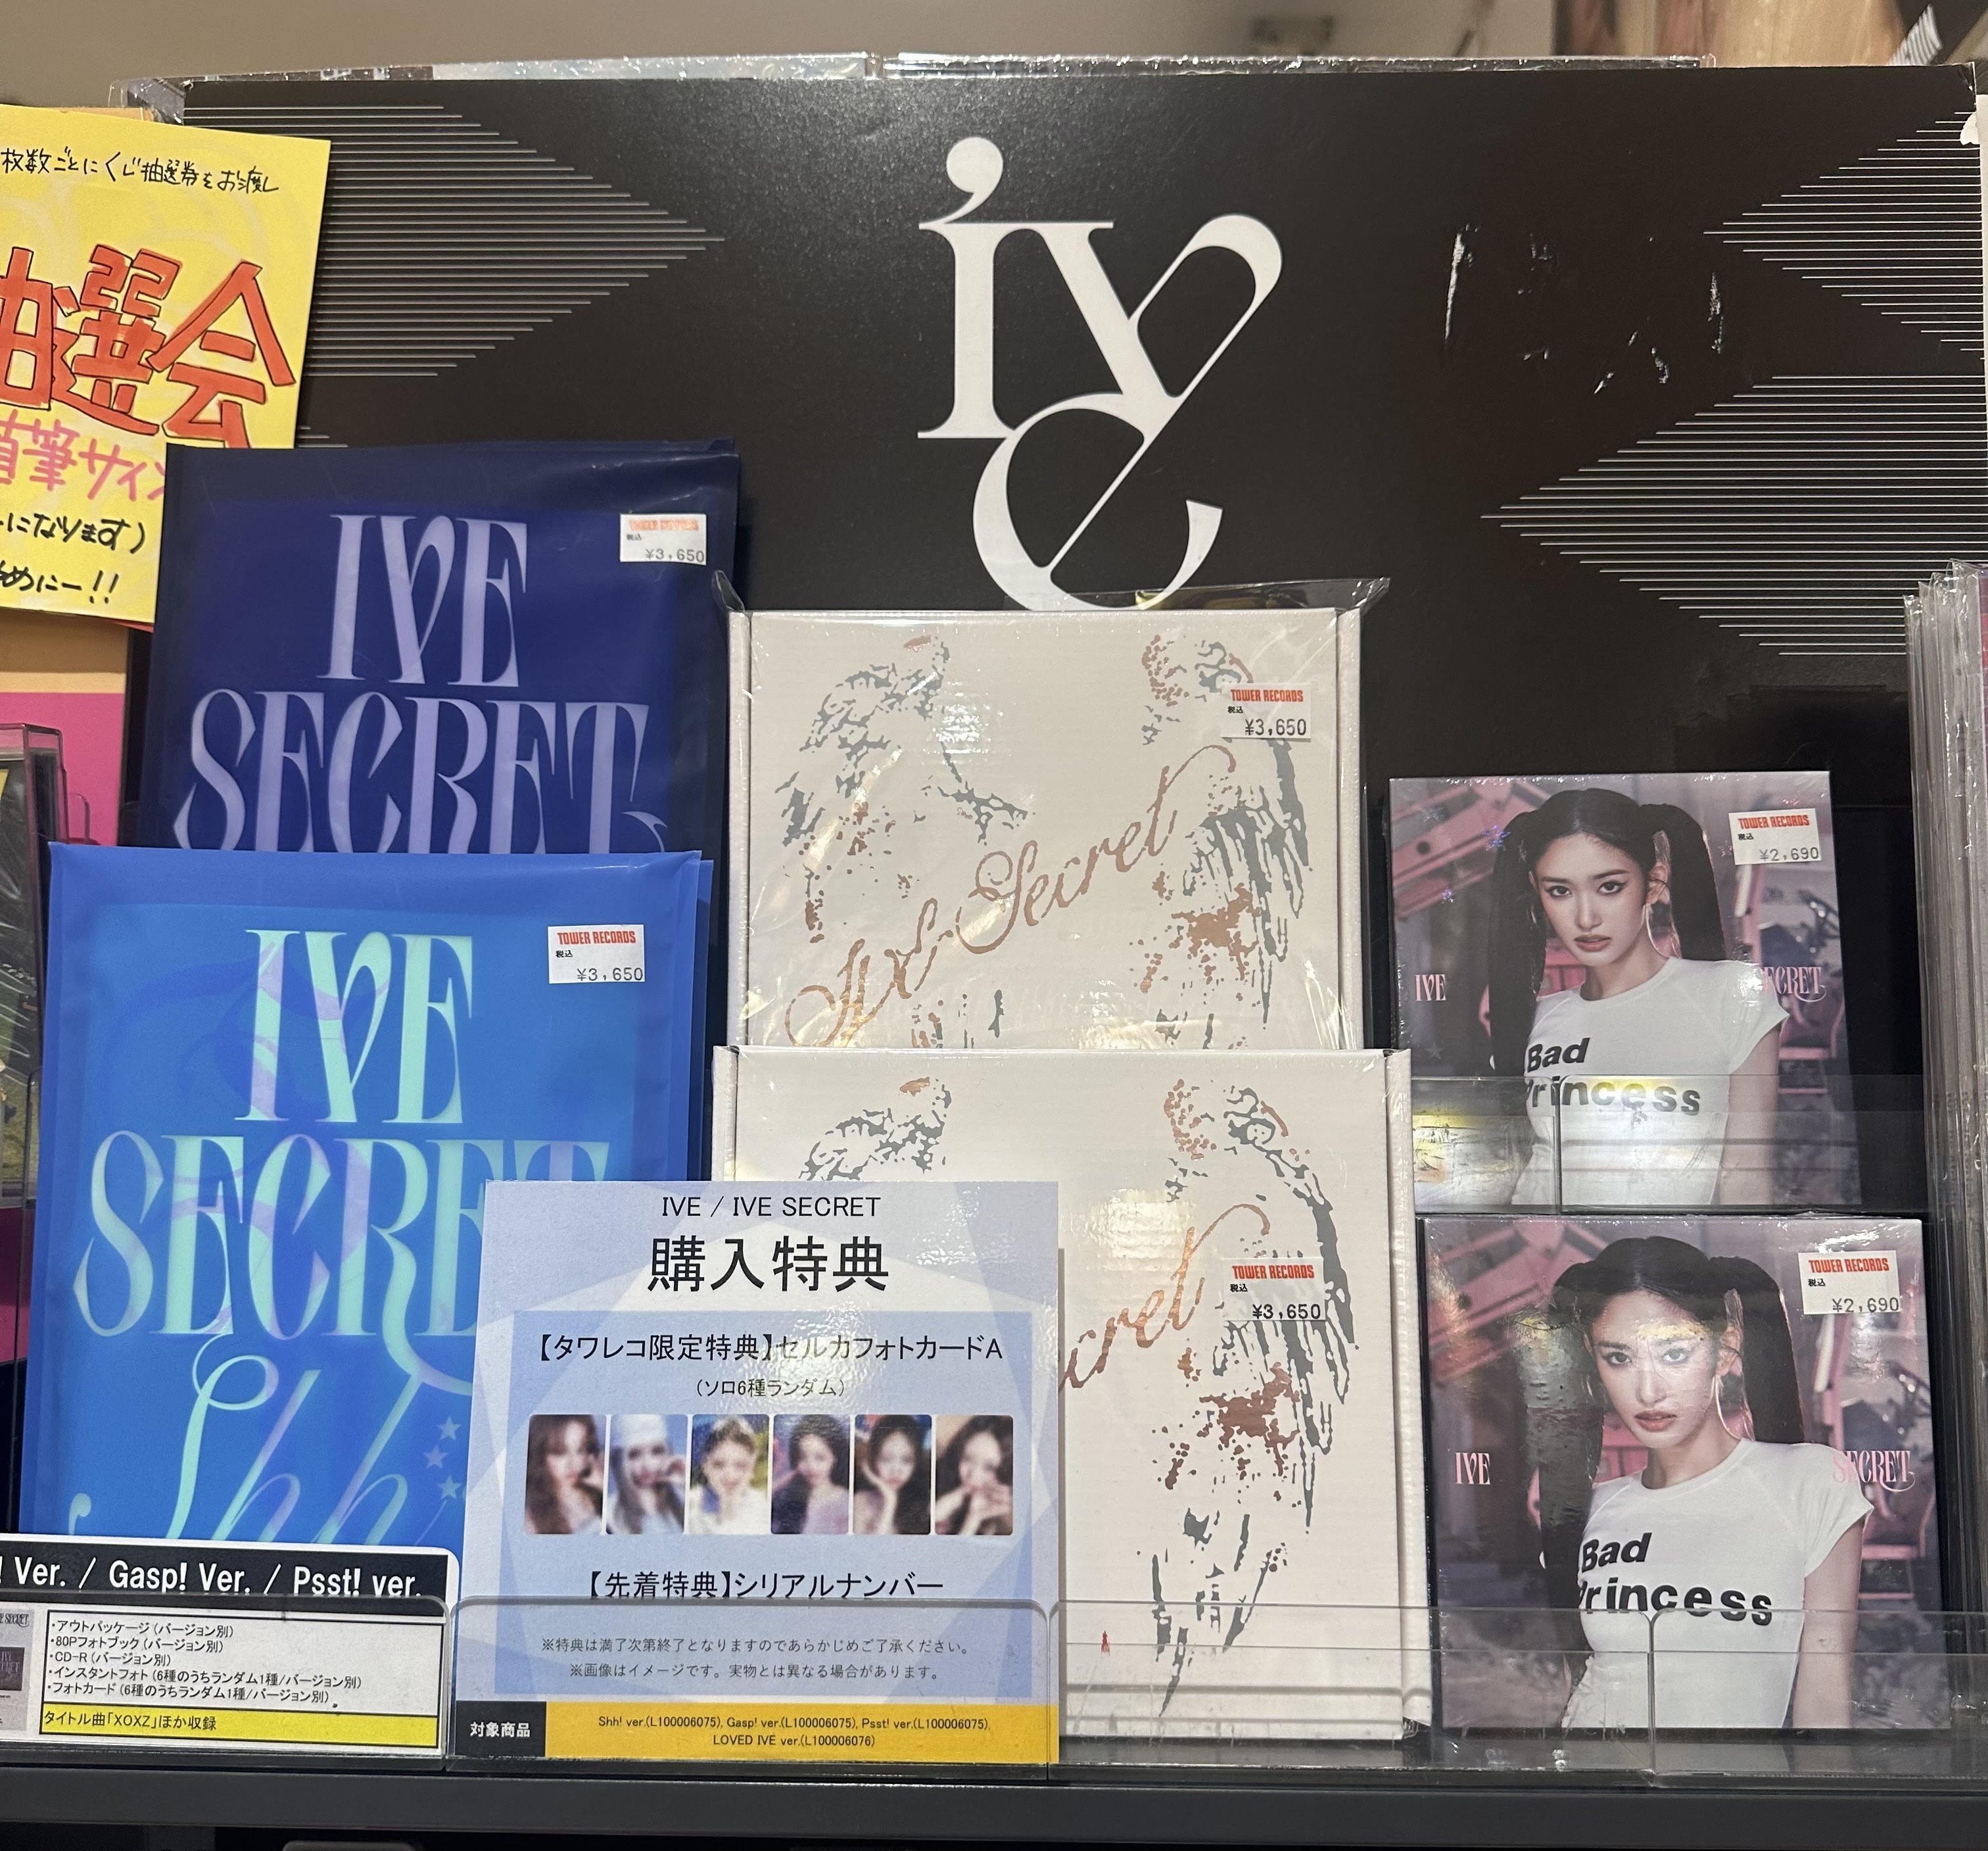 枚数ごとにくじ抽選券をお渡し
抽選会
直筆サイン
になります)
めにー!!
ive
IVE
SECRET
TOWER RECORDS
税込
¥3,650
IVE
SECRET
Shh
TOWER RECORDS
税込
¥3,650
IVE Secret
TOWER RECORDS
税込
¥3,650
cret
TOWER RECORDS
税込
¥3,650
IVE
SECRET
Bad
Princess
TOWER RECORDS
税込
¥2,690
IVE
SECRET
Bad
Princess
TOWER RECORDS
税込
¥2,690
IVE / IVE SECRET
購入特典
【タワレコ限定特典】セルカフォトカードA
(ソロ6種ランダム)
【先着特典】シリアルナンバー
※特典は満了次第終了となりますのであらかじめご了承ください。
※画像はイメージです。実物とは異なる場合があります。
対象商品
Shh! ver.(L100006075), Gasp! ver.(L100006075), Psst! ver.(L100006075),
LOVED IVE ver.(L100006076)
! Ver. / Gasp! Ver. / Psst! ver.
・アウトパッケージ (バージョン別)
・80Pフォトブック (バージョン別)
・CD-R (バージョン別)
・インスタントフォト (6種のうちランダム1種/バージョン別)
・フォトカード (6種のうちランダム1種/バージョン別)
タイトル曲「XOXZ」ほか収録